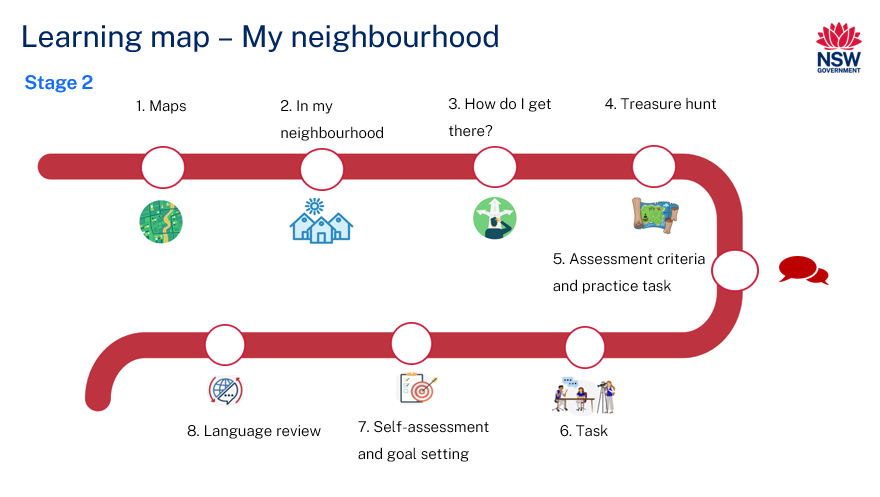 Learning map – My neighbourhood
NSW
GOVERNMENT
Stage 2
1. Maps
2. In my
neighbourhood
3. How do I get
there?
4. Treasure hunt
5. Assessment criteria
and practice task
6. Task
7. Self-assessment
and goal setting
8. Language review